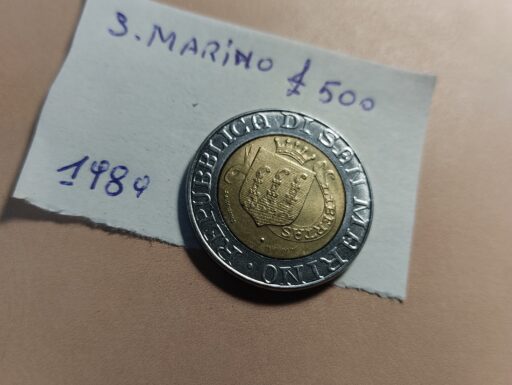 S. MARINO £ 500
1989
REPUBBLICA DI SAN MARINO
LIBERTAS